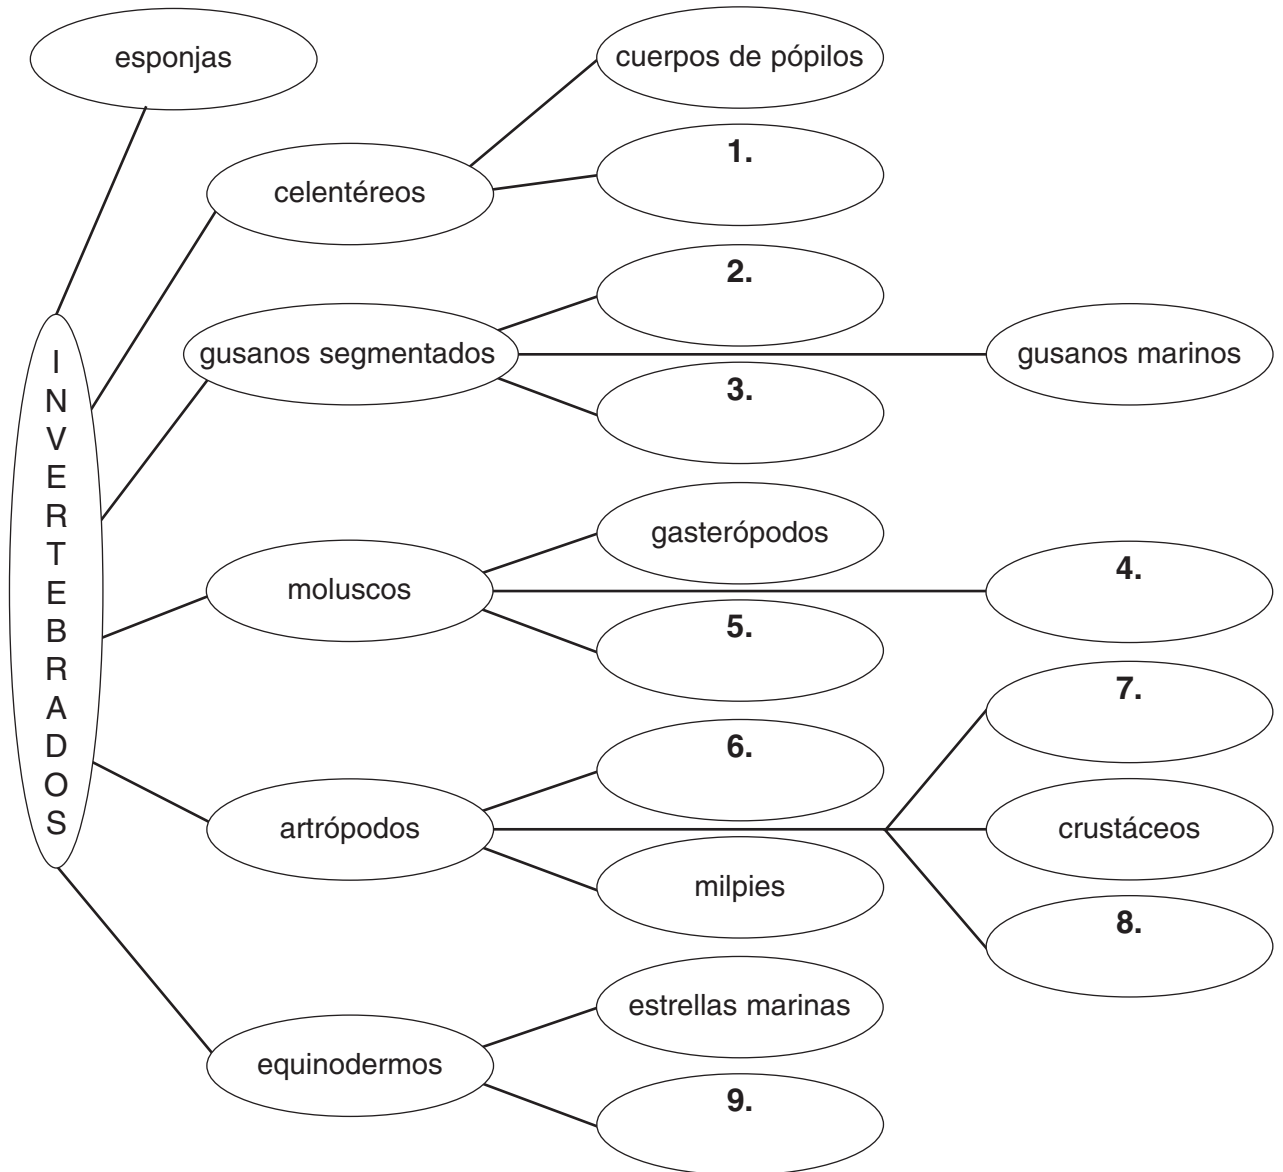 esponjas
cuerpos de pópilos
1.
celentéreos
2.
gusanos segmentados
gusanos marinos
3.
INVERTEBRADOS
gasterópodos
4.
moluscos
5.
7.
6.
artrópodos
crustáceos
milpies
8.
estrellas marinas
equinodermos
9.